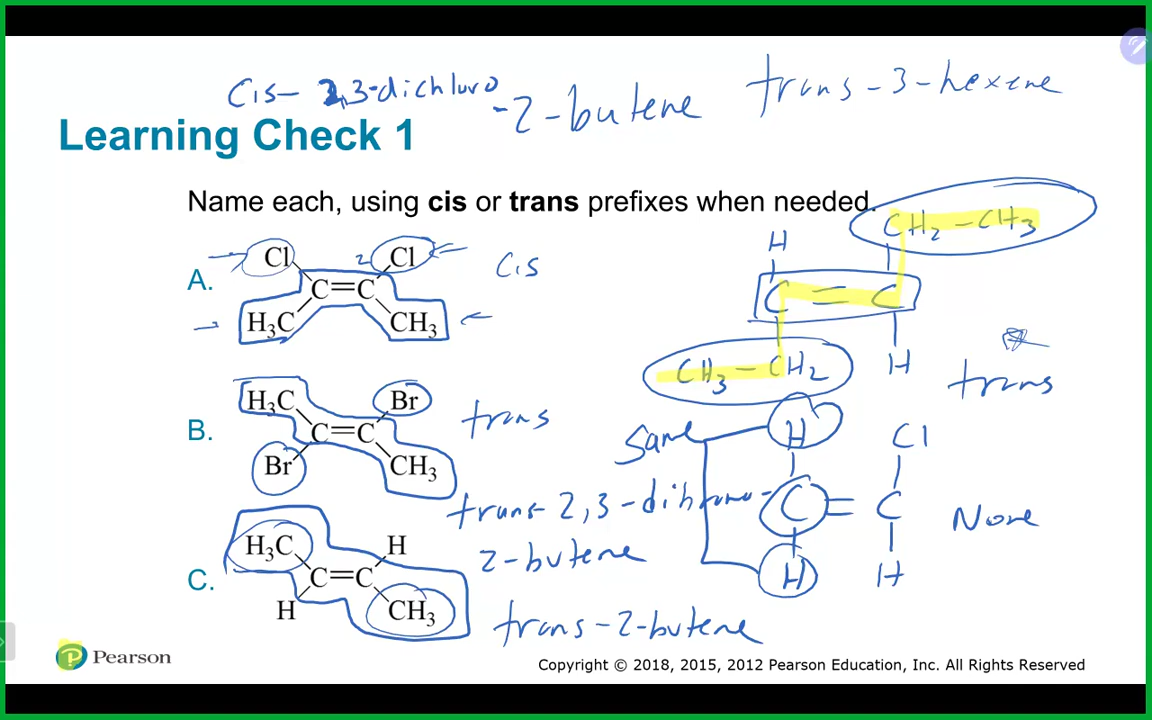 Cis- 2,3-dichloro
-2-butene
trans-3-hexene
Learning Check 1
Name each, using cis or trans prefixes when needed.
A.
Cl
2
Cl
C=C
H₃C
CH₃
Cis
H
CH₂-CH₃
C=C
CH₃-CH₂
H
trans
B.
H₃C
Br
C=C
Br
CH₃
trans
trans-2,3-dibromo-
2-butene
Same
H
Cl
C=C
H
H
None
C.
H₃C
H
C=C
H
CH₃
trans-2-butene
P Pearson
Copyright © 2018, 2015, 2012 Pearson Education, Inc. All Rights Reserved